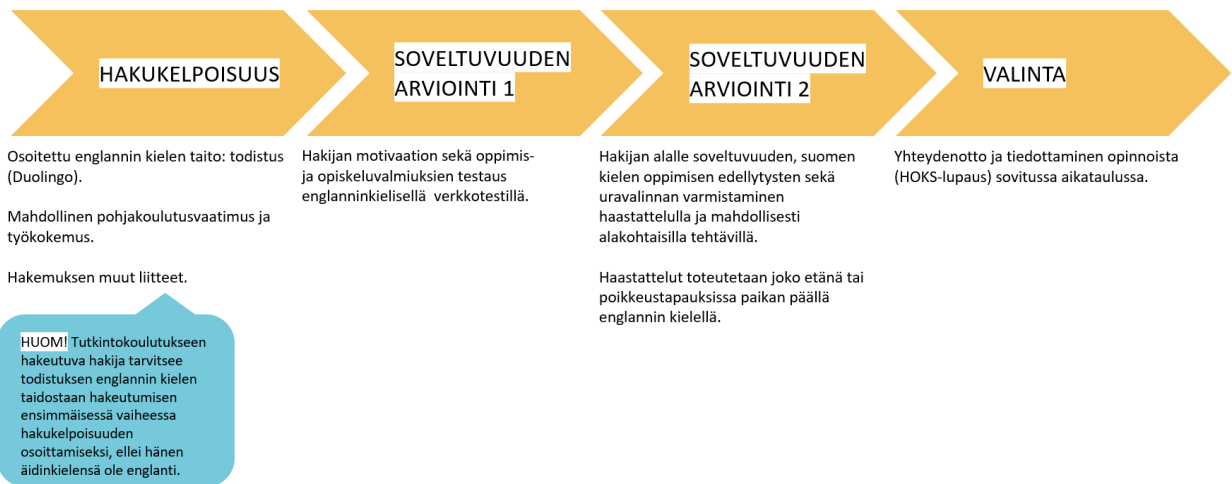 HAKUKELPOISUUS
Osoitettu englannin kielen taito: todistus
(Duolingo).
Mahdollinen pohjakoulutusvaatimus ja
työkokemus.
Hakemuksen muut liitteet.
HUOM! Tutkintokoulutukseen
hakeutuva hakija tarvitsee
todistuksen englannin kielen
taidostaan hakeutumisen
ensimmäisessä vaiheessa
hakukelpoisuuden
osoittamiseksi, ellei hänen
äidinkielensä ole englanti.
SOVELTUVUUDEN
ARVIOINTI 1
Hakijan motivaation sekä oppimis-
ja opiskeluvalmiuksien testaus
englanninkielisellä verkkotestillä.
SOVELTUVUUDEN
ARVIOINTI 2
Hakijan alalle soveltuvuuden, suomen
kielen oppimisen edellytysten sekä
uravalinnan varmistaminen
haastattelulla ja mahdollisesti
alakohtaisilla tehtävillä.
Haastattelut toteutetaan joko etänä tai
poikkeustapauksissa paikan päällä
englannin kielellä.
VALINTA
Yhteydenotto ja tiedottaminen opinnoista
(HOKS-lupaus) sovitussa aikataulussa.